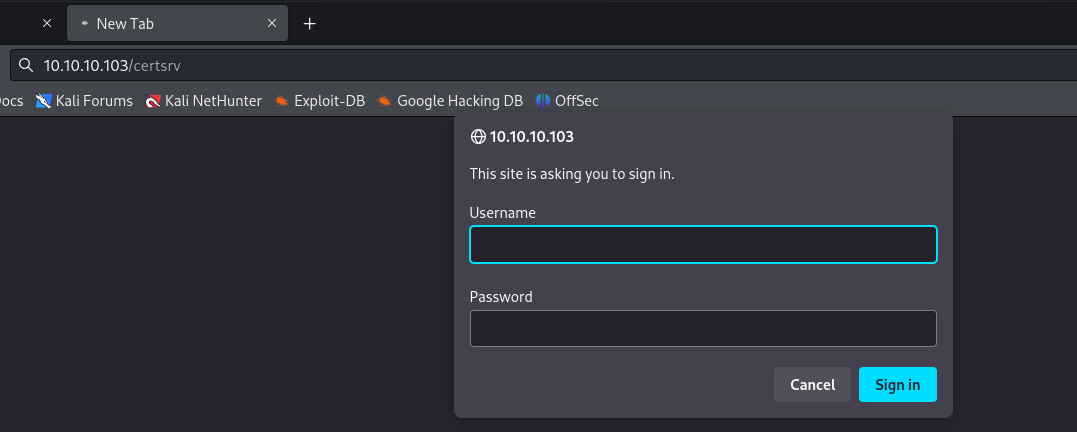 New Tab
10.10.10.103/certsrv
ocs Kali Forums Kali NetHunter Exploit-DB Google Hacking DB OffSec
10.10.10.103
This site is asking you to sign in.
Username
Password
Cancel Sign in